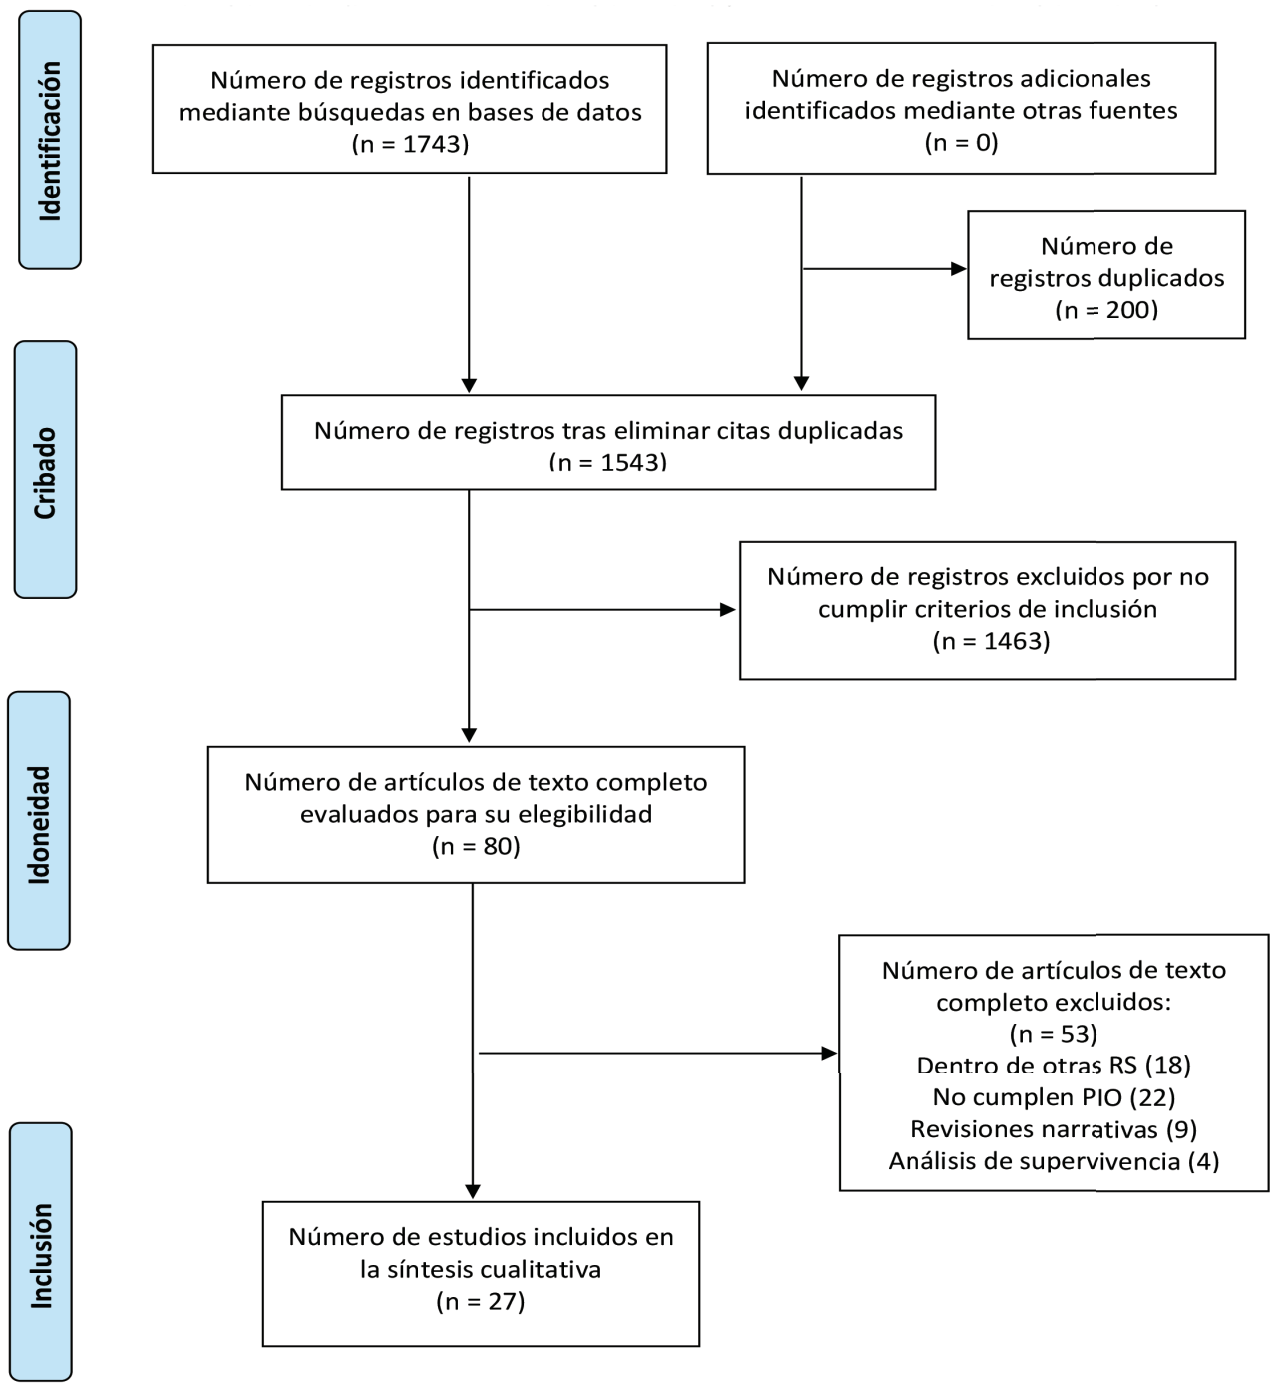 Identificación
Número de registros identificados
mediante búsquedas en bases de datos
(n = 1743)
Número de registros adicionales
identificados mediante otras fuentes
(n = 0)
Número de
registros duplicados
(n = 200)
Cribado
Número de registros tras eliminar citas duplicadas
(n = 1543)
Número de registros excluidos por no
cumplir criterios de inclusión
(n = 1463)
Idoneidad
Número de artículos de texto completo
evaluados para su elegibilidad
(n = 80)
Número de artículos de texto
completo excluidos:
(n = 53)
Dentro de otras RS (18)
No cumplen PIO (22)
Revisiones narrativas (9)
Análisis de supervivencia (4)
Inclusión
Número de estudios incluidos en
la síntesis cualitativa
(n = 27)